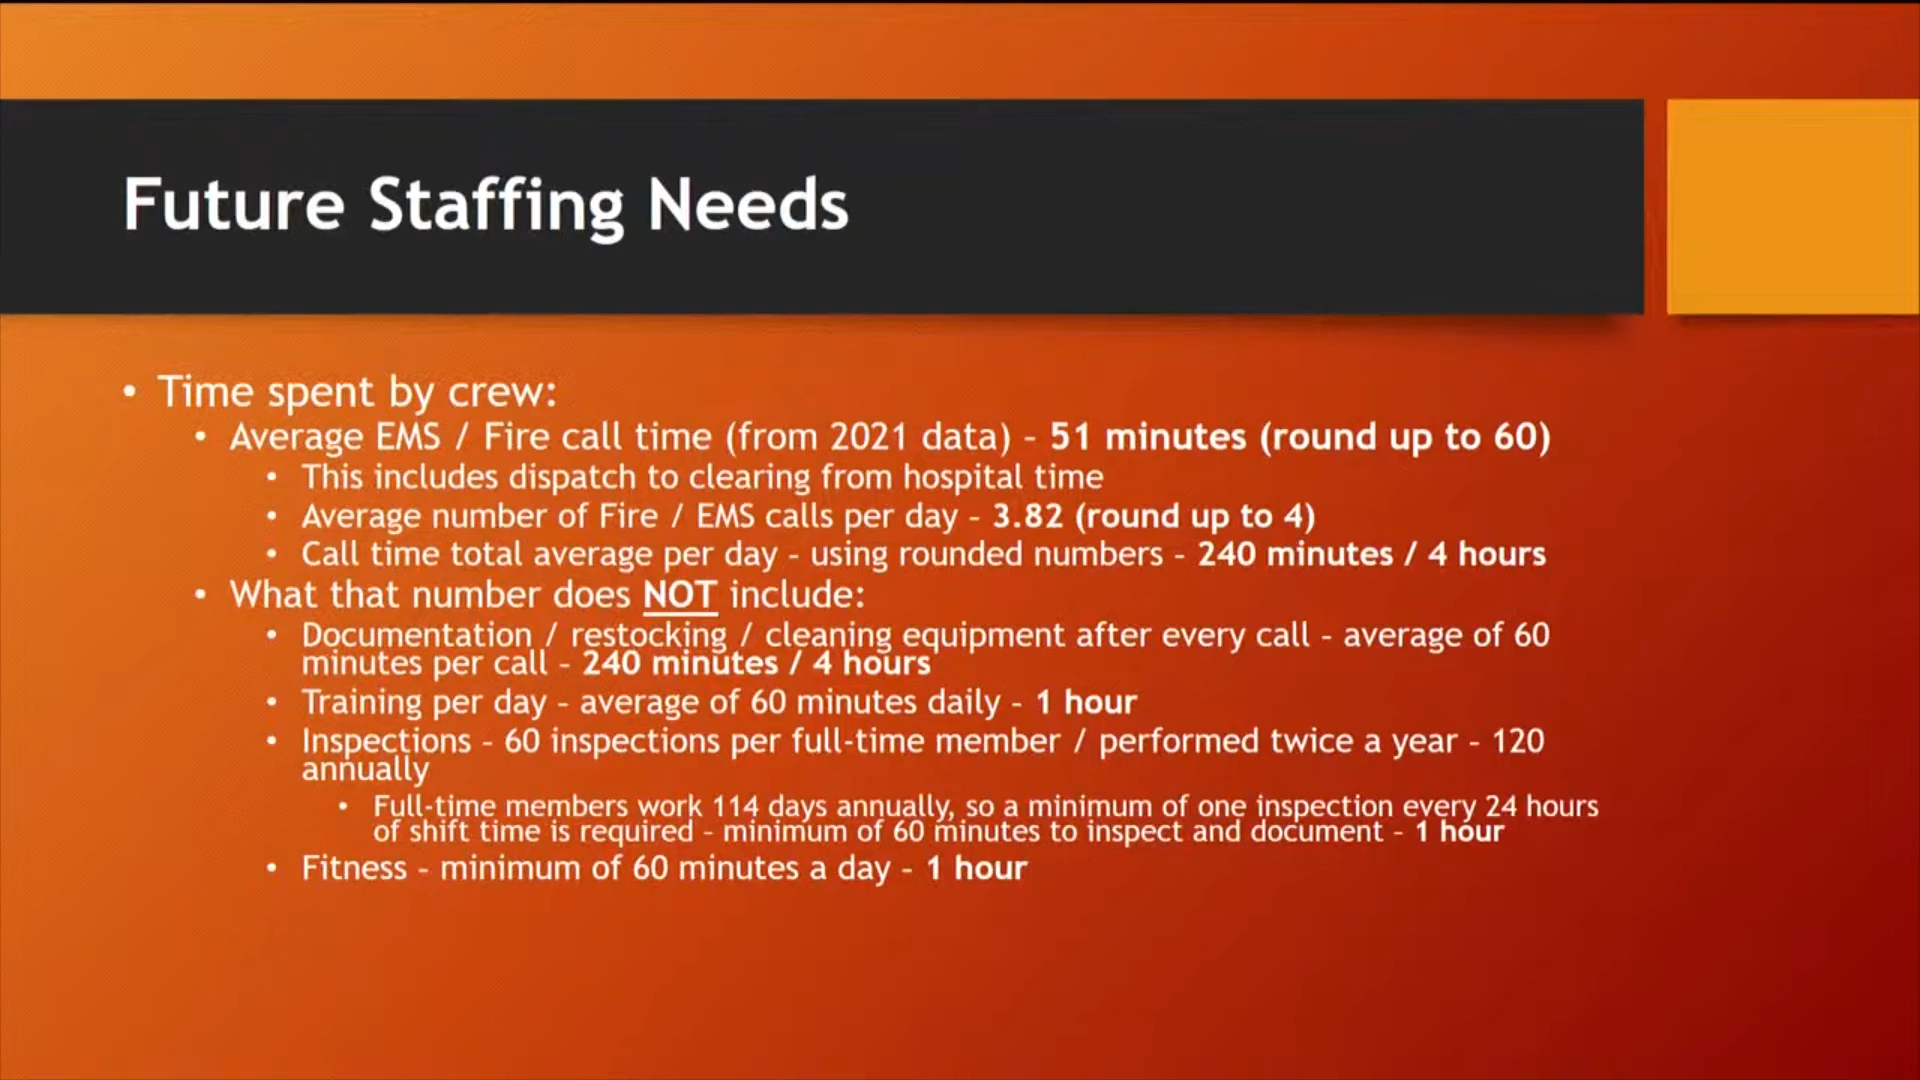 Future Staffing Needs
• Time spent by crew:
• Average EMS / Fire call time (from 2021 data) – 51 minutes (round up to 60)
• This includes dispatch to clearing from hospital time
• Average number of Fire / EMS calls per day – 3.82 (round up to 4)
• Call time total average per day – using rounded numbers – 240 minutes / 4 hours
• What that number does NOT include:
• Documentation / restocking / cleaning equipment after every call – average of 60
minutes per call – 240 minutes / 4 hours
• Training per day – average of 60 minutes daily – 1 hour
• Inspections – 60 inspections per full-time member / performed twice a year – 120
annually
• Full-time members work 114 days annually, so a minimum of one inspection every 24 hours
of shift time is required – minimum of 60 minutes to inspect and document – 1 hour
• Fitness – minimum of 60 minutes a day – 1 hour